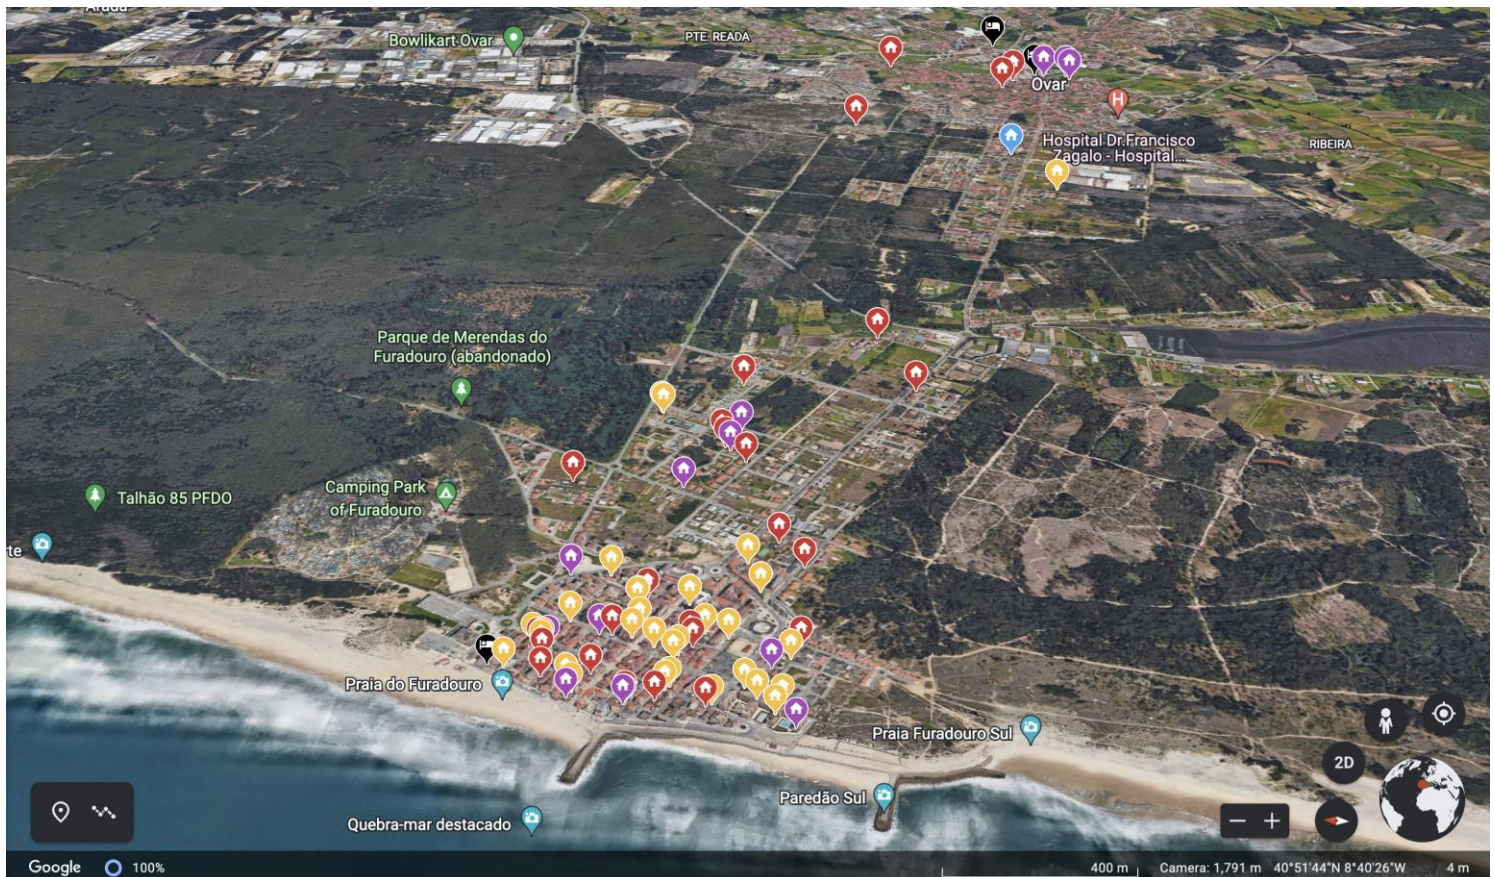 Arada
Bowlikart Ovar
PTE. READA
Ovar
H
Hospital Dr.Francisco
Zagalo - Hospital...
RIBEIRA
Parque de Merendas do
Furadouro (abandonado)
Talhão 85 PFDO
Camping Park
of Furadouro
rte
Praia do Furadouro
Praia Furadouro Sul
Paredão Sul
Quebra-mar destacado
2D
Google
100%
400 m
Camera: 1,791 m
40°51'44"N 8°40'26"W
4 m